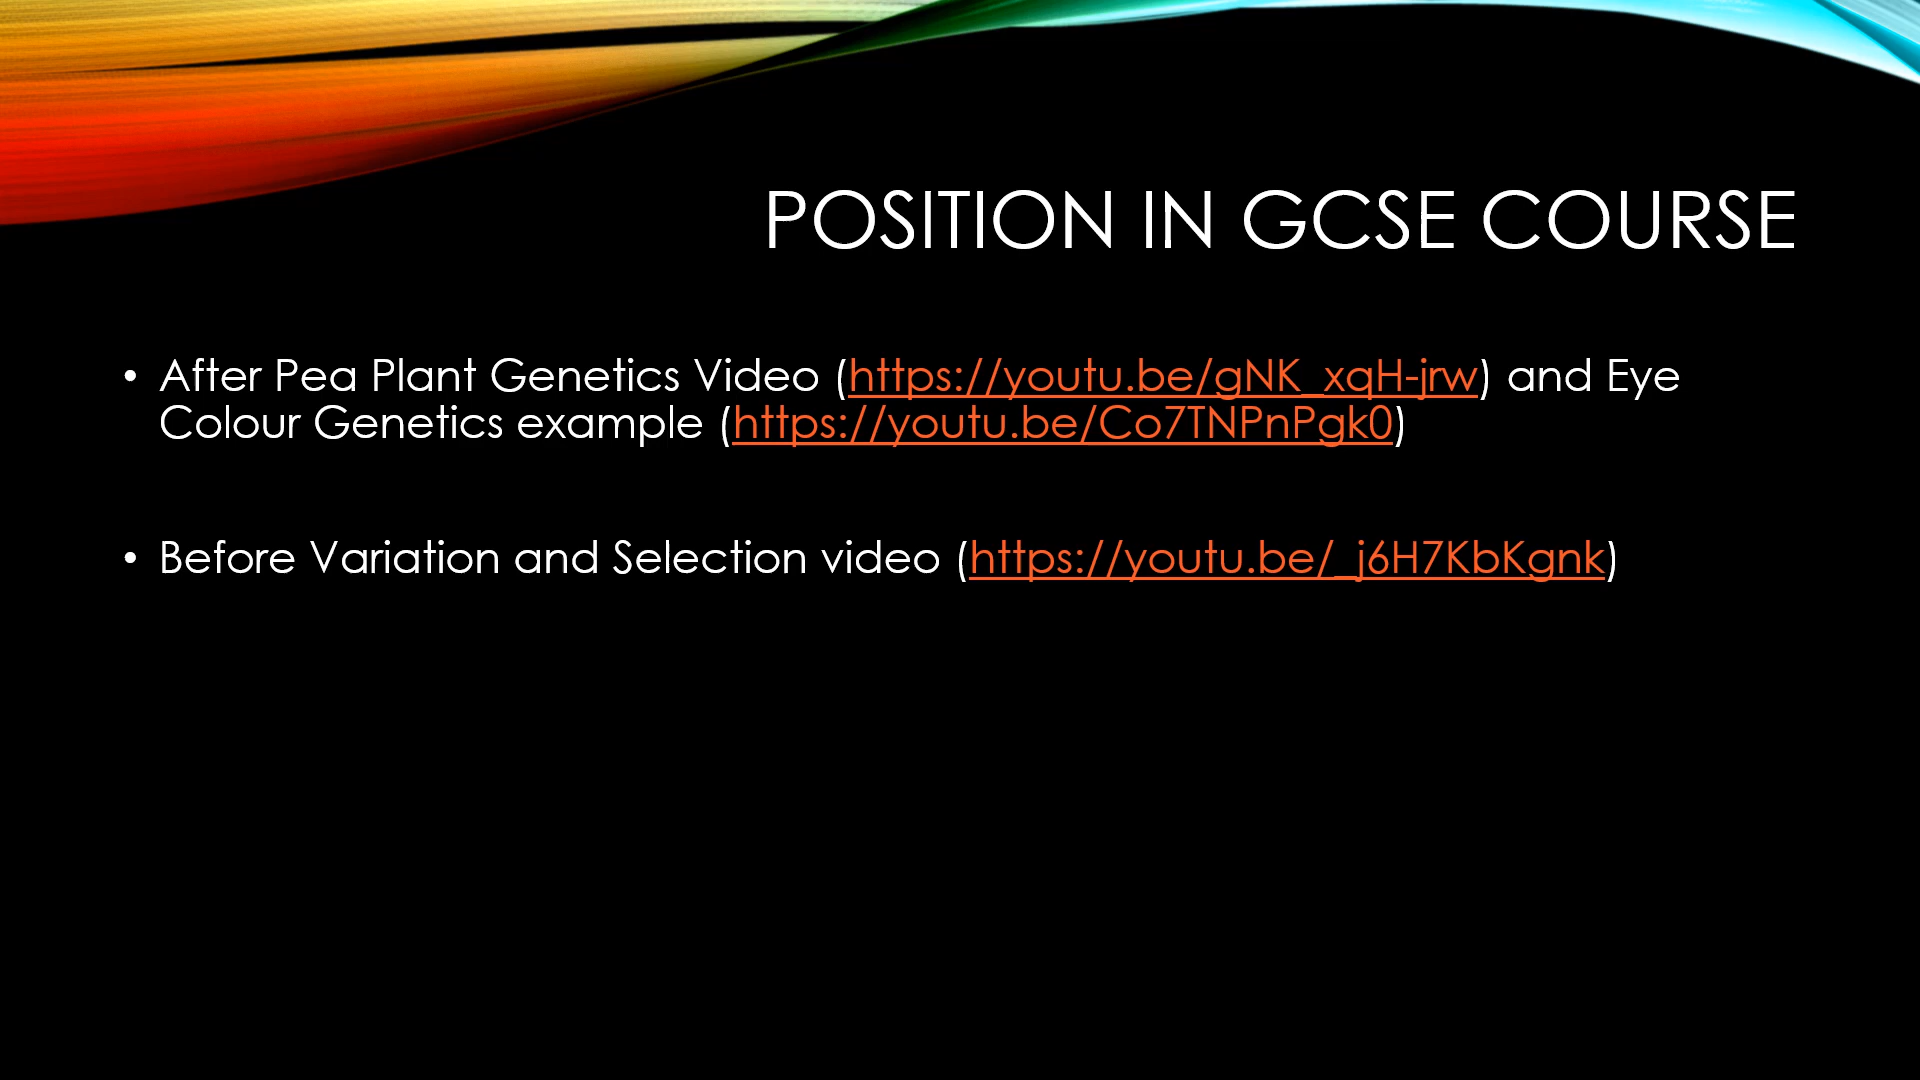 POSITION IN GCSE COURSE
• After Pea Plant Genetics Video (https://youtu.be/gNK_xqH-jrw) and Eye
Colour Genetics example (https://youtu.be/Co7TNPnPgk0)
• Before Variation and Selection video (https://youtu.be/_j6H7KbKgnk)